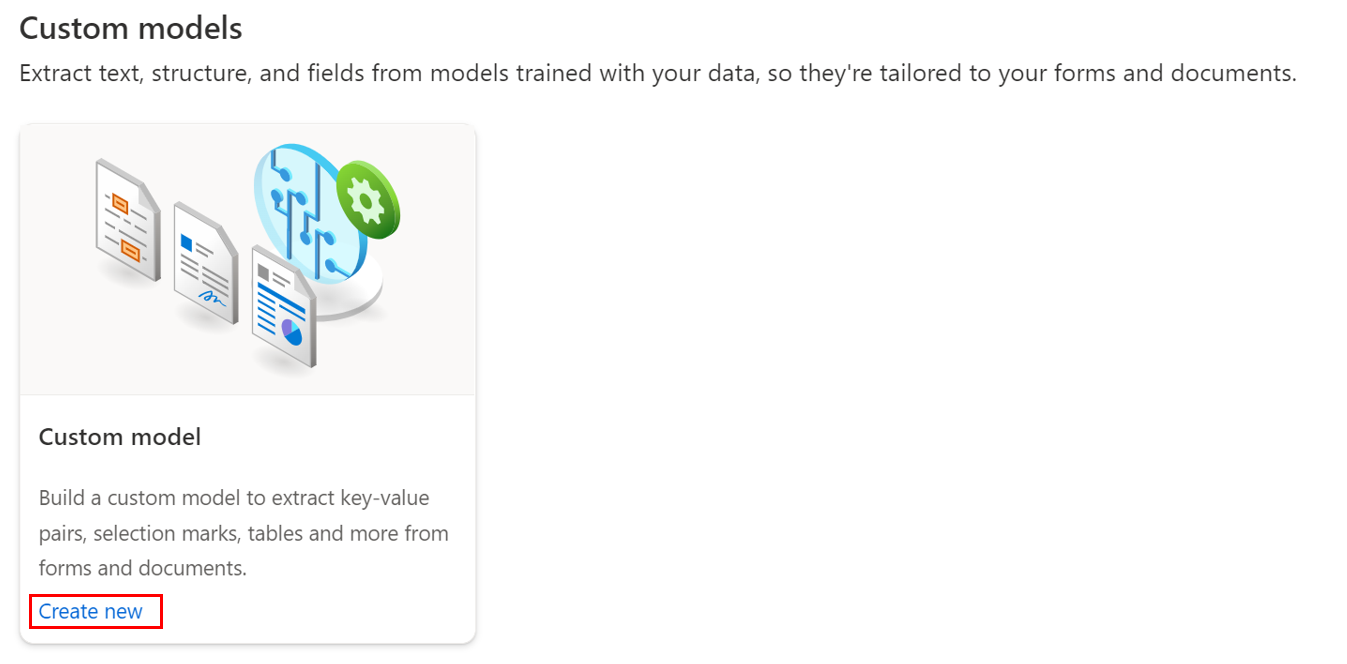 Custom models
Extract text, structure, and fields from models trained with your data, so they're tailored to your forms and documents.
Custom model
Build a custom model to extract key-value
pairs, selection marks, tables and more from
forms and documents.
Create new